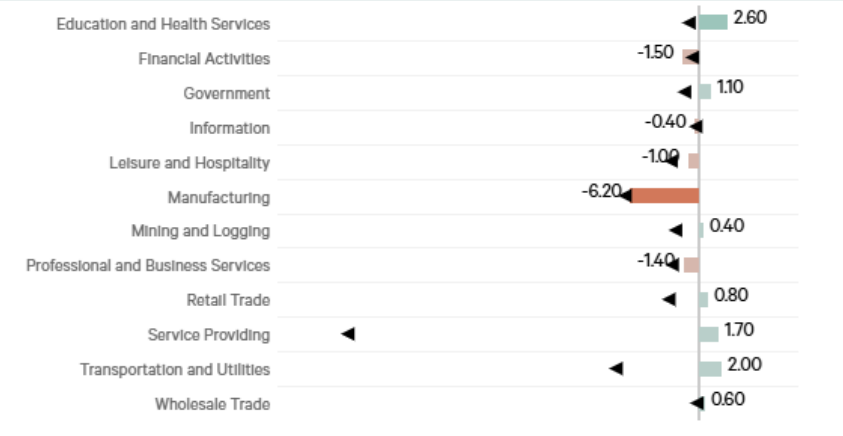 Education and Health Services 2.60
Financial Activities -1.50
Government 1.10
Information -0.40
Leisure and Hospitality -1.00
Manufacturing -6.20
Mining and Logging 0.40
Professional and Business Services -1.40
Retail Trade 0.80
Service Providing 1.70
Transportation and Utilities 2.00
Wholesale Trade 0.60